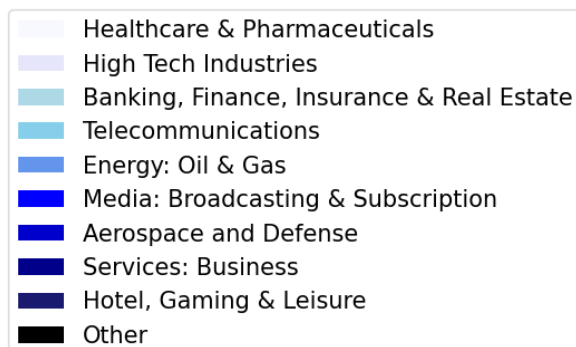 Healthcare & Pharmaceuticals
High Tech Industries
Banking, Finance, Insurance & Real Estate
Telecommunications
Energy: Oil & Gas
Media: Broadcasting & Subscription
Aerospace and Defense
Services: Business
Hotel, Gaming & Leisure
Other